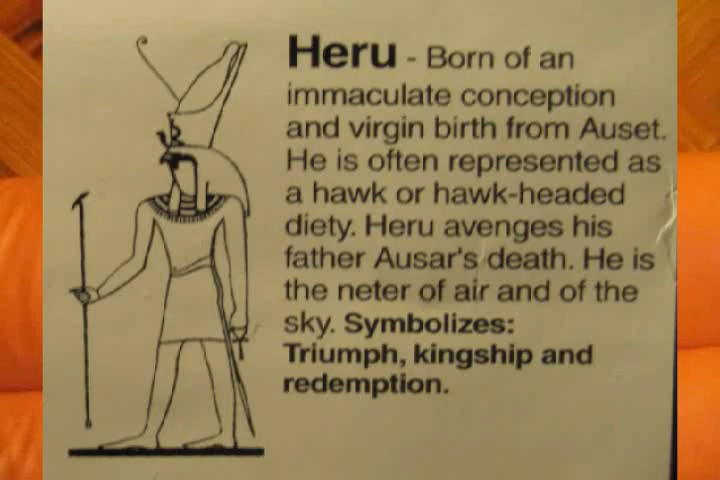 Heru - Born of an
immaculate conception
and virgin birth from Auset.
He is often represented as
a hawk or hawk-headed
diety. Heru avenges his
father Ausar's death. He is
the neter of air and of the
sky. Symbolizes:
Triumph, kingship and
redemption.